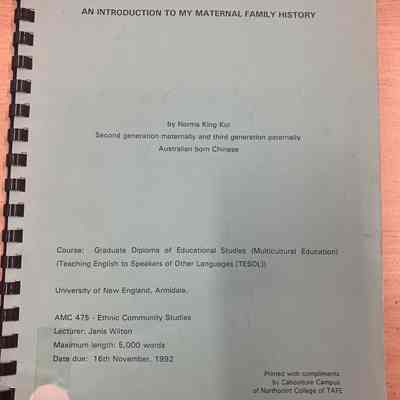 AN INTRODUCTION TO MY MATERNAL FAMILY HISTORY
by Norma King Koi
Second generation maternally and third generation paternally
Australian born Chinese
Course: Graduate Diploma of Educational Studies (Multicultural Education)
(Teaching English to Speakers of Other Languages (TESOL))
University of New England, Armidale.
AMC 475 - Ethnic Community Studies
Lecturer: Janis Wilton
Maximum length: 5,000 words
Date due: 16th November, 1992
Printed with compliments
by Caboolture Campus
of Northpoint College of TAFE